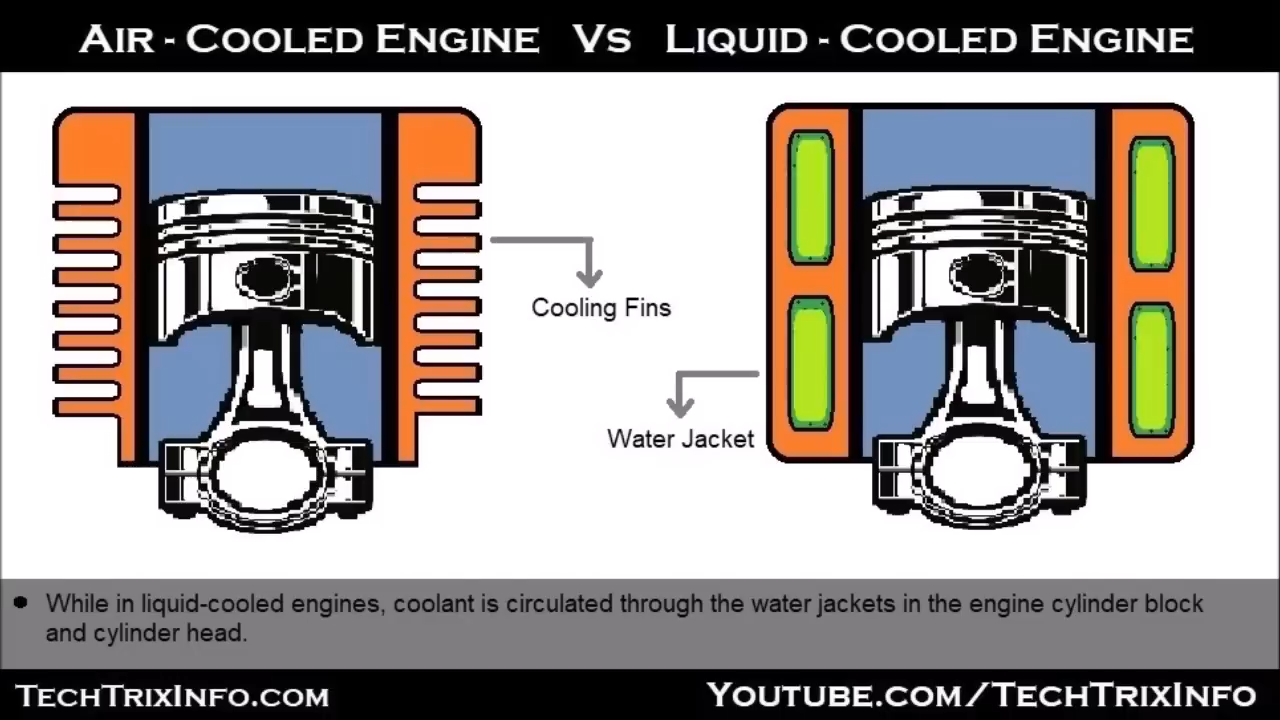 AIR - COOLED ENGINE VS LIQUID - COOLED ENGINE
Cooling Fins
Water Jacket
• While in liquid-cooled engines, coolant is circulated through the water jackets in the engine cylinder block
and cylinder head.
TECHTRIXINFO.COM
YOUTUBE.COM/TECHTRIXINFO